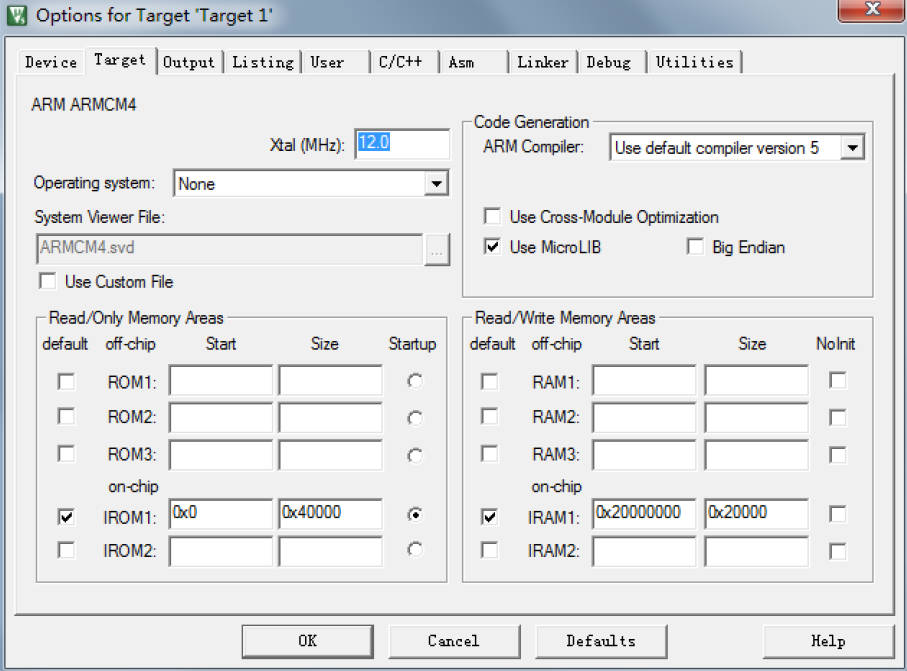 Options for Target 'Target 1'
Device Target Output Listing User C/C++ Asm Linker Debug Utilities
ARM ARMCM4
Xtal (MHz): 12.0
Operating system: None
System Viewer File:
ARMCM4.svd ...
Use Custom File
Code Generation
ARM Compiler: Use default compiler version 5
Use Cross-Module Optimization
Use MicroLIB Big Endian
Read/Only Memory Areas
default off-chip Start Size Startup
ROM1:
ROM2:
ROM3:
on-chip
IROM1: 0x0 0x40000
IROM2:
Read/Write Memory Areas
default off-chip Start Size NoInit
RAM1:
RAM2:
RAM3:
on-chip
IRAM1: 0x20000000 0x20000
IRAM2:
OK Cancel Defaults Help